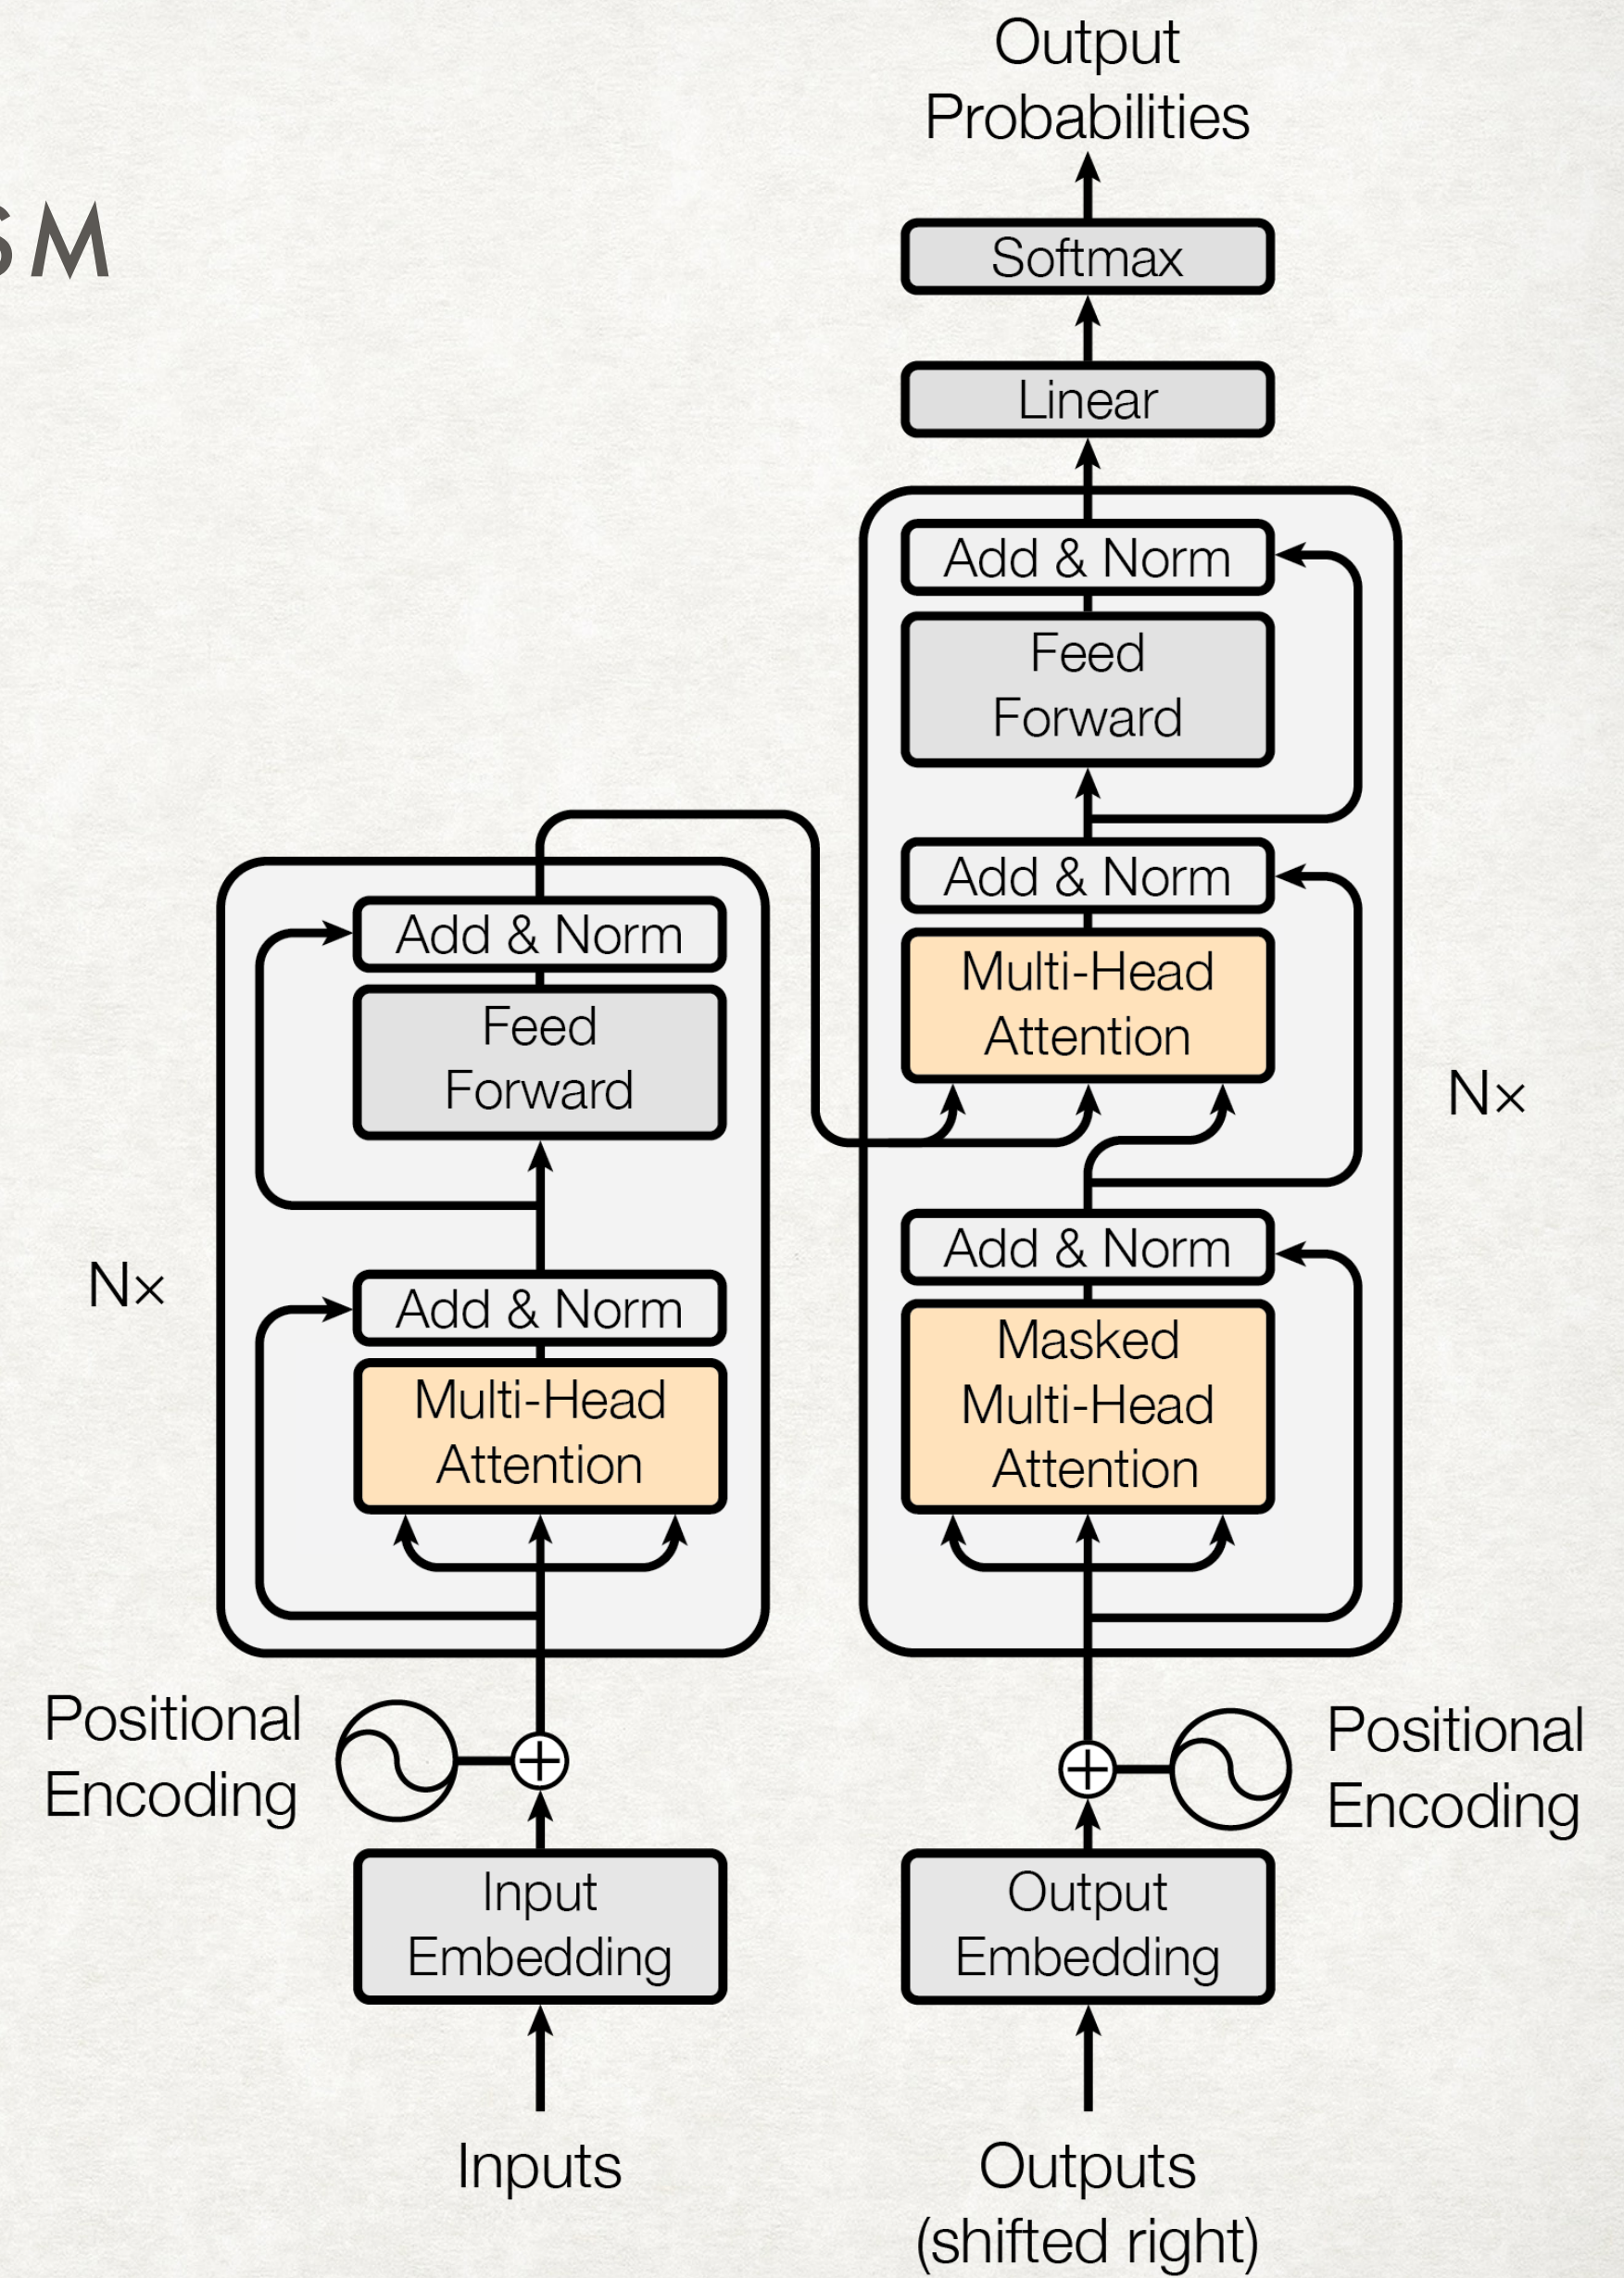 SM
Output
Probabilities
Softmax
Linear
Add & Norm
Feed
Forward
Add & Norm
Multi-Head
Attention
Nx
Add & Norm
Masked
Multi-Head
Attention
Add & Norm
Feed
Forward
Nx
Add & Norm
Multi-Head
Attention
Positional
Encoding
Positional
Encoding
Input
Embedding
Output
Embedding
Inputs
Outputs
(shifted right)